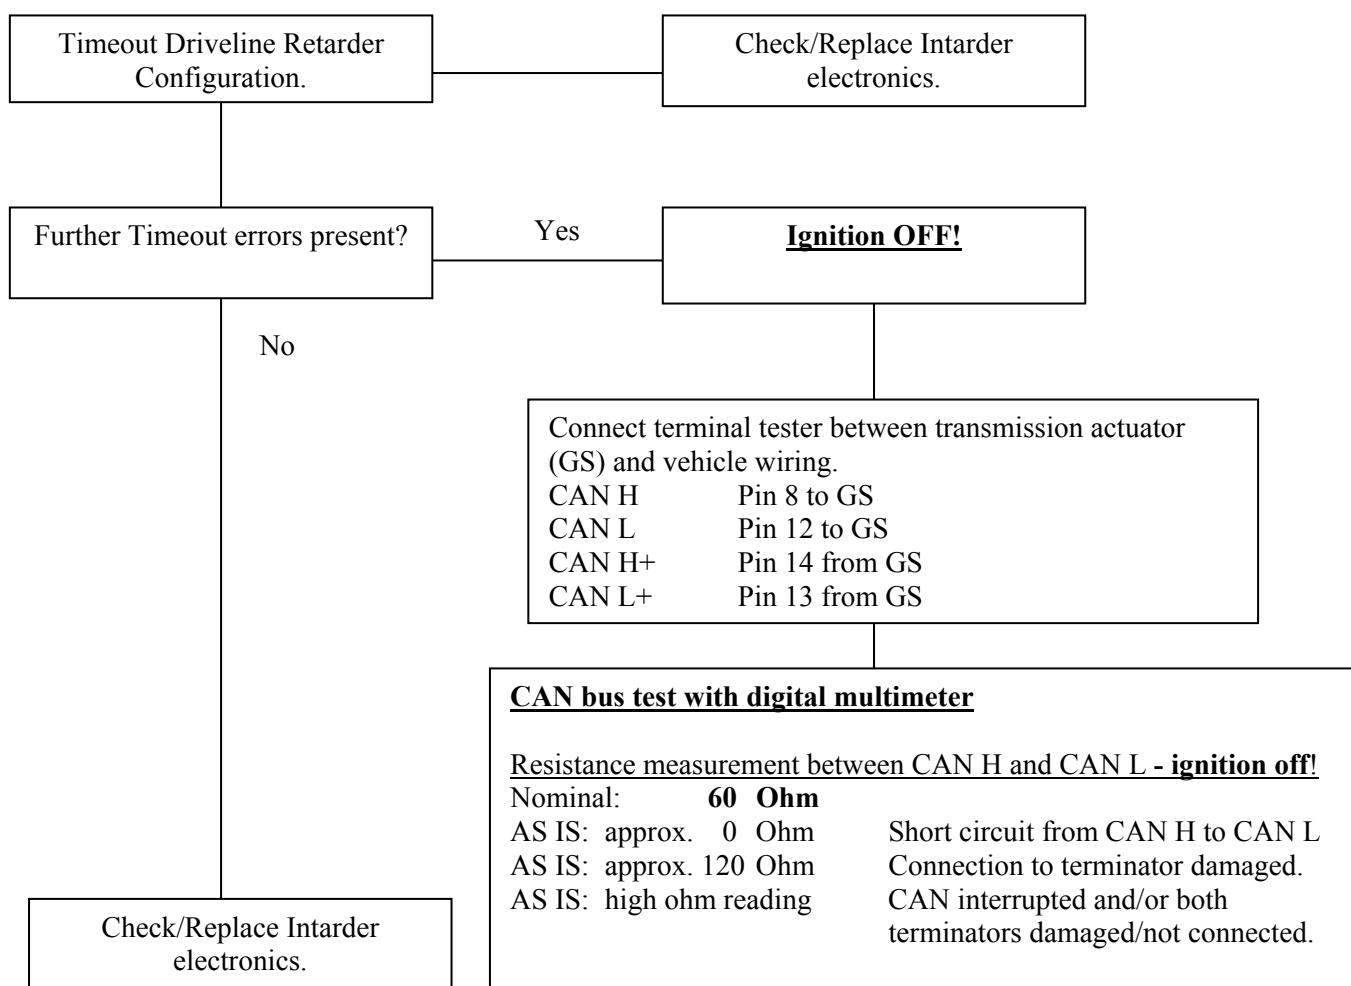 Timeout Driveline Retarder
Configuration.
Check/Replace Intarder
electronics.
Further Timeout errors present?
Yes
Ignition OFF!
No
Connect terminal tester between transmission actuator
(GS) and vehicle wiring.
CAN H Pin 8 to GS
CAN L Pin 12 to GS
CAN H+ Pin 14 from GS
CAN L+ Pin 13 from GS
CAN bus test with digital multimeter
Resistance measurement between CAN H and CAN L - ignition off!
Nominal: 60 Ohm
AS IS: approx. 0 Ohm Short circuit from CAN H to CAN L
AS IS: approx. 120 Ohm Connection to terminator damaged.
AS IS: high ohm reading CAN interrupted and/or both
terminators damaged/not connected.
Check/Replace Intarder
electronics.